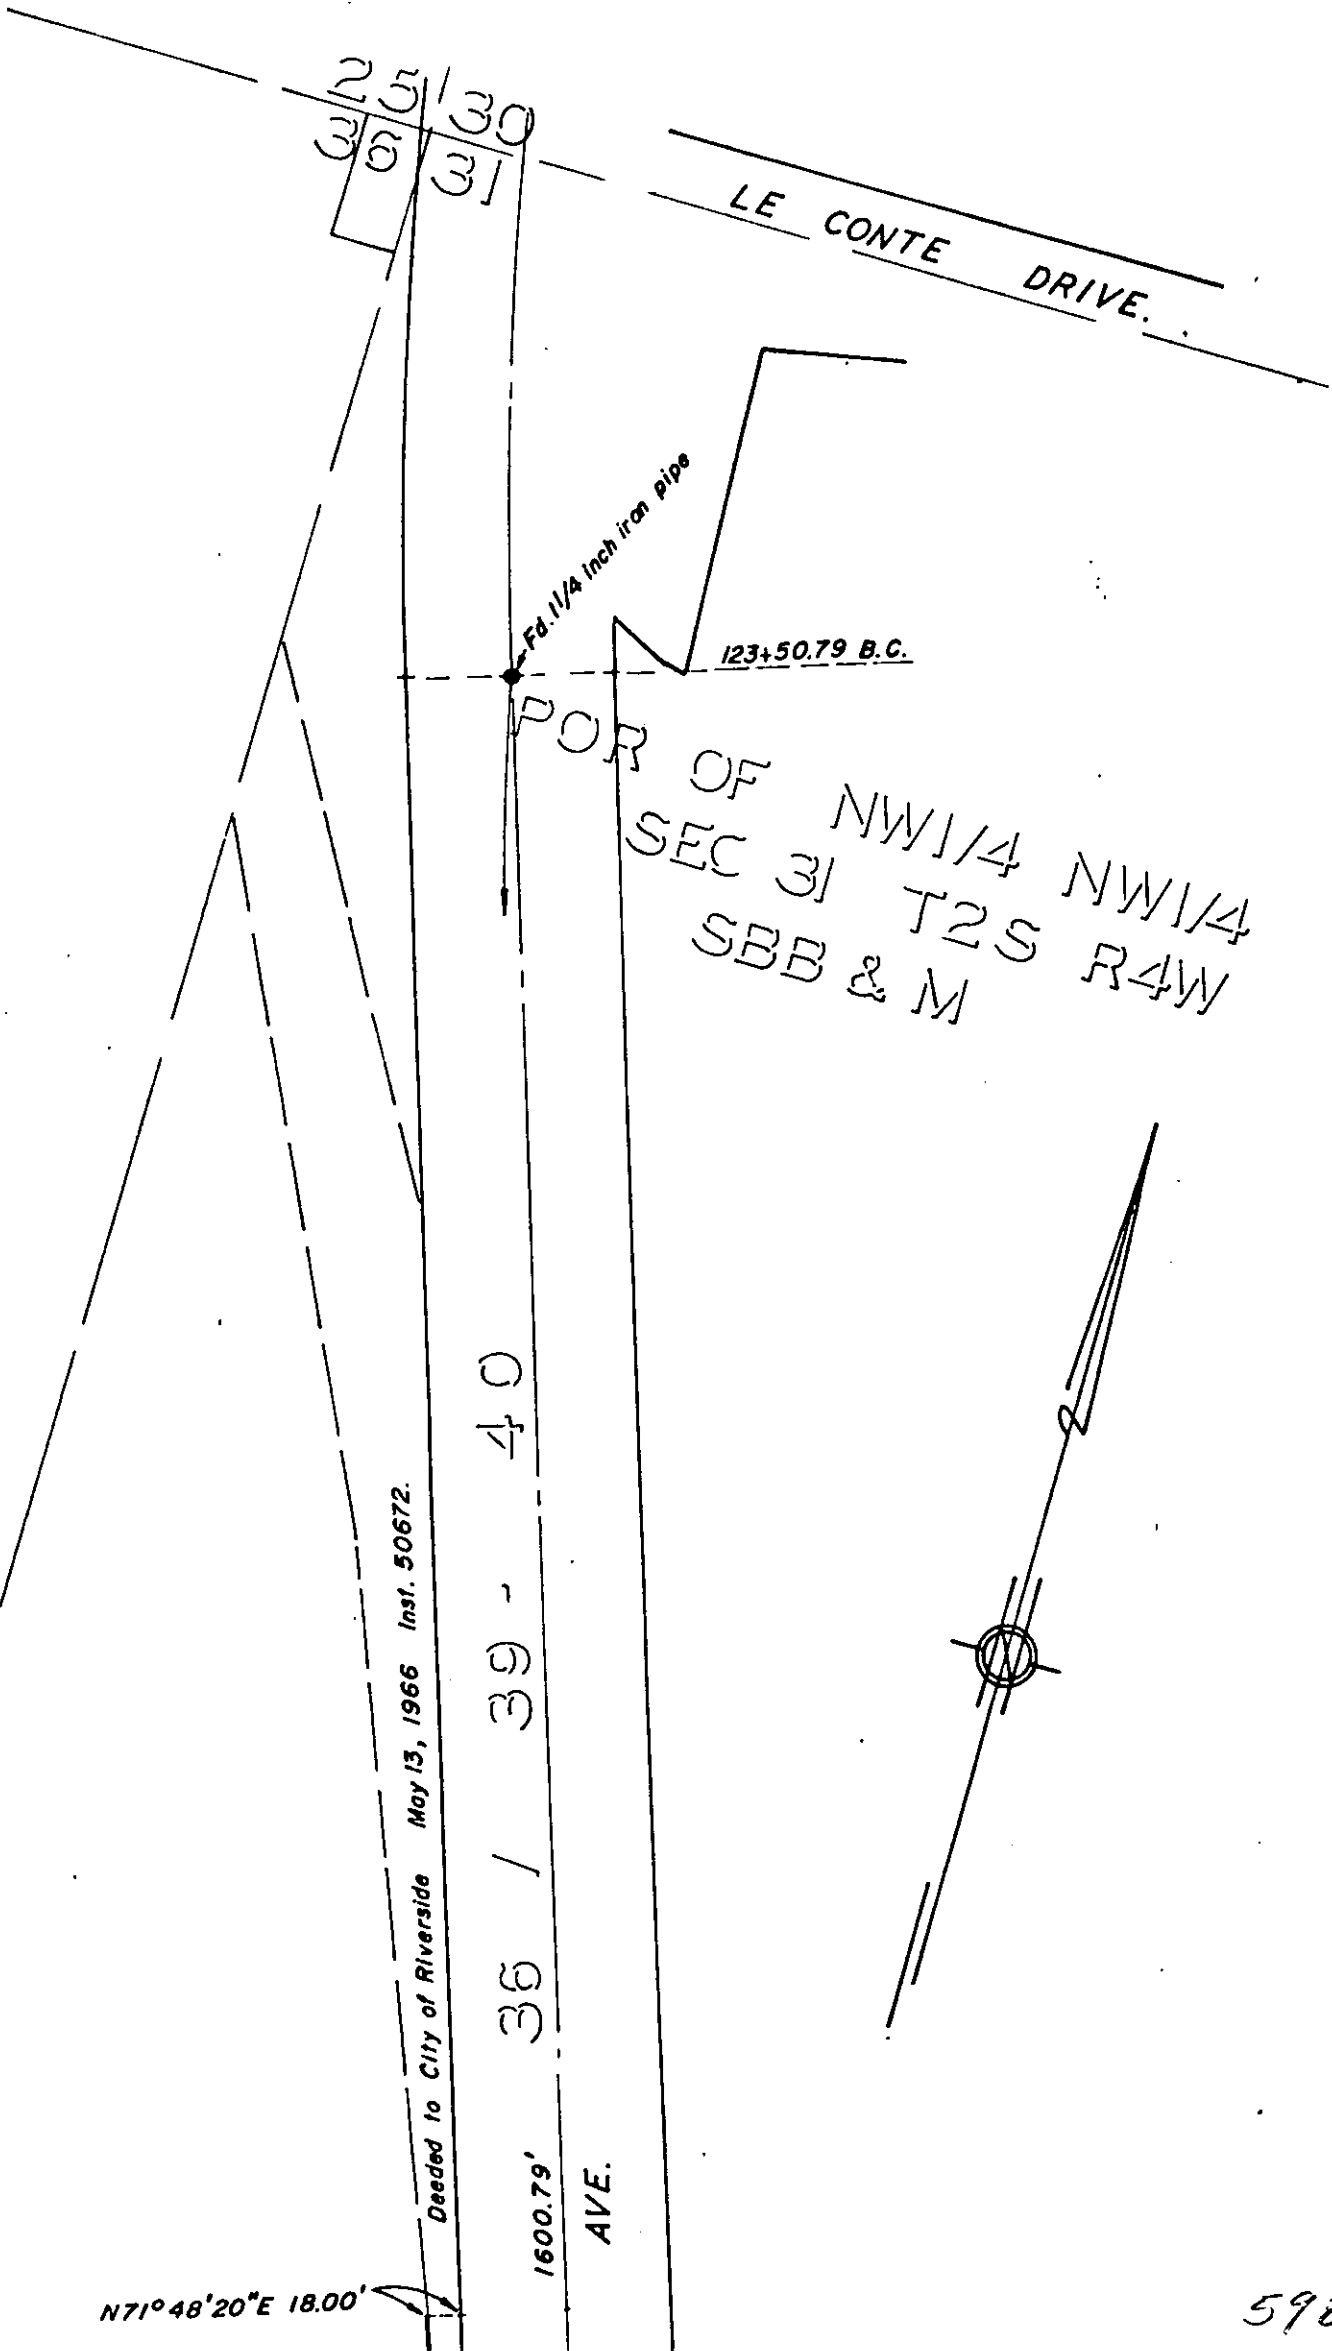 25 30
36 31
LE CONTE DRIVE.
Fd. 1 1/4 inch iron pipe
123+50.79 B.C.
POR OF NW1/4 NW1/4
SEC 31 T2S R4W
SBB & M
36 / 39 - 40
Deeded to City of Riverside May 13, 1966 Inst. 50672.
1600.79'
AVE.
N71°48'20"E 18.00'